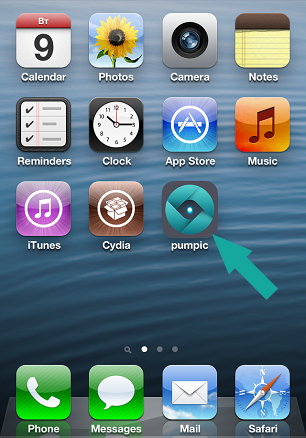 Вт
9
Calendar
Photos
Camera
Notes
Reminders
Clock
App Store
Music
iTunes
Cydia
pumpic
Phone
Messages
Mail
Safari